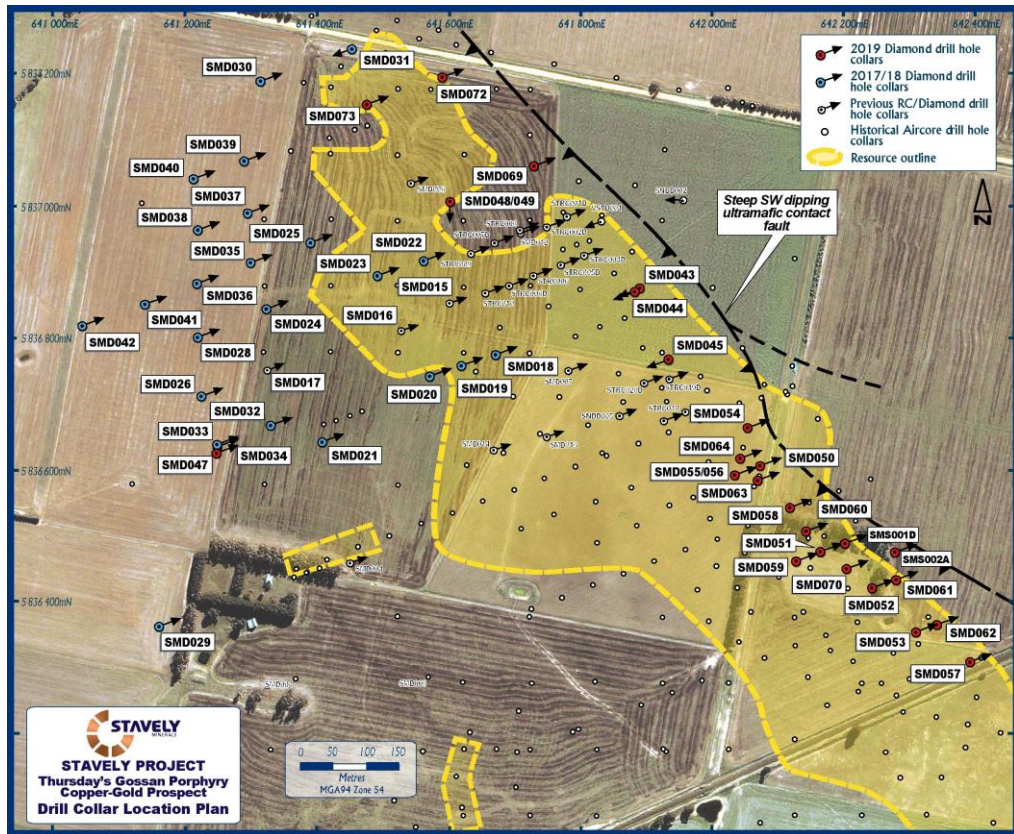 641 000mE
641 200mE
641 400mE
641 600mE
641 800mE
642 000mE
642 200mE
642 400mE
5 837 200mN
5 837 000mN
5 836 800mN
5 836 600mN
5 836 400mN
2019 Diamond drill hole
collars
2017/18 Diamond drill
hole collars
Previous RC/Diamond drill
hole collars
Historical Aircore drill hole
collars
Resource outline
N
SMD030
SMD031
SMD072
SMD073
SMD039
SMD040
SMD069
SMD037
SMD048/049
SMD038
SMD025
SMD022
SMD035
SMD023
SMD015
SMD043
SMD036
SMD044
SMD041
SMD024
SMD016
SMD042
SMD028
SMD045
SMD018
SMD017
SMD019
SMD020
SMD026
SMD032
SMD054
SMD033
SMD064
SMD050
SMD047
SMD034
SMD021
SMD055/056
SMD063
SMD058
SMD060
SMD051
SMS001D
SMS002A
SMD059
SMD070
SMD061
SMD052
SMD029
SMD053
SMD062
SMD057
Steep SW dipping
ultramafic contact
fault
STAVELY
MINERALS
STAVELY PROJECT
Thursday's Gossan Porphyry
Copper-Gold Prospect
Drill Collar Location Plan
0 50 100 150
Metres
MGA94 Zone 54